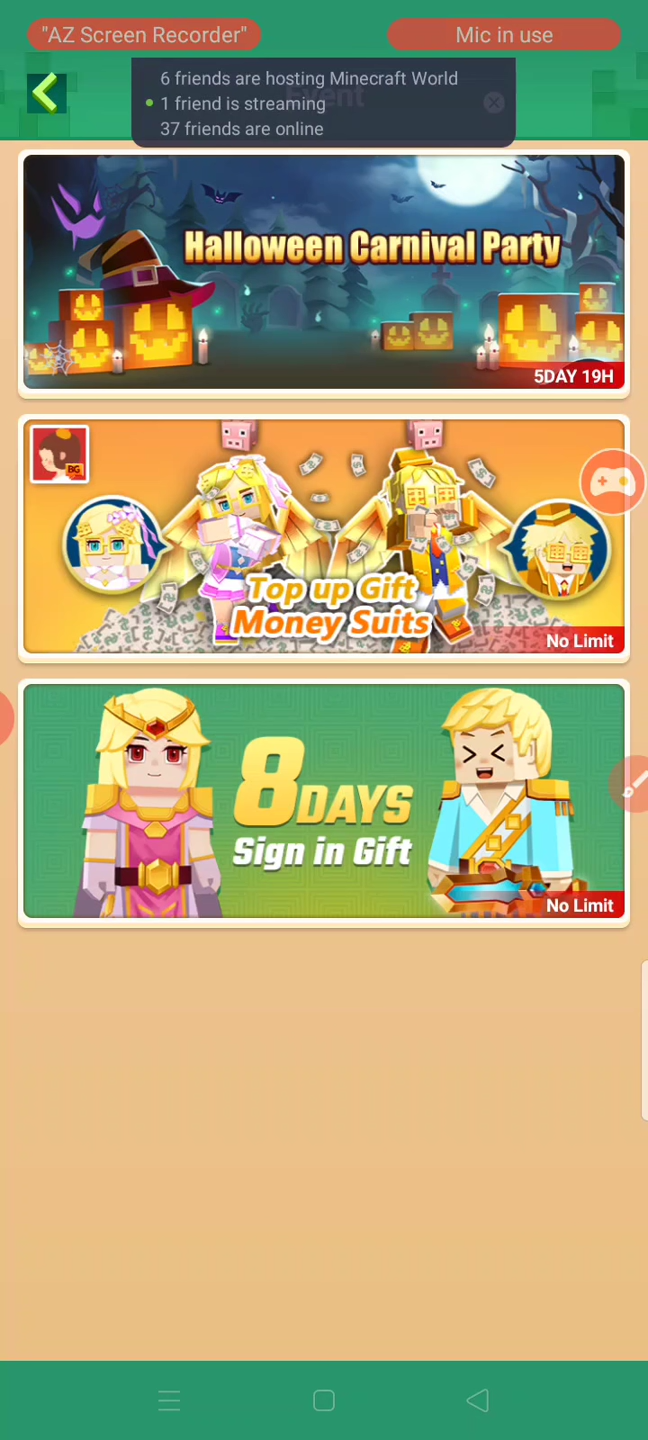 "AZ Screen Recorder"
Mic in use
6 friends are hosting Minecraft World
Event
1 friend is streaming
37 friends are online
Halloween Carnival Party
5DAY 19H
BG
Top up Gift
Money Suits
No Limit
8DAYS
Sign in Gift
No Limit